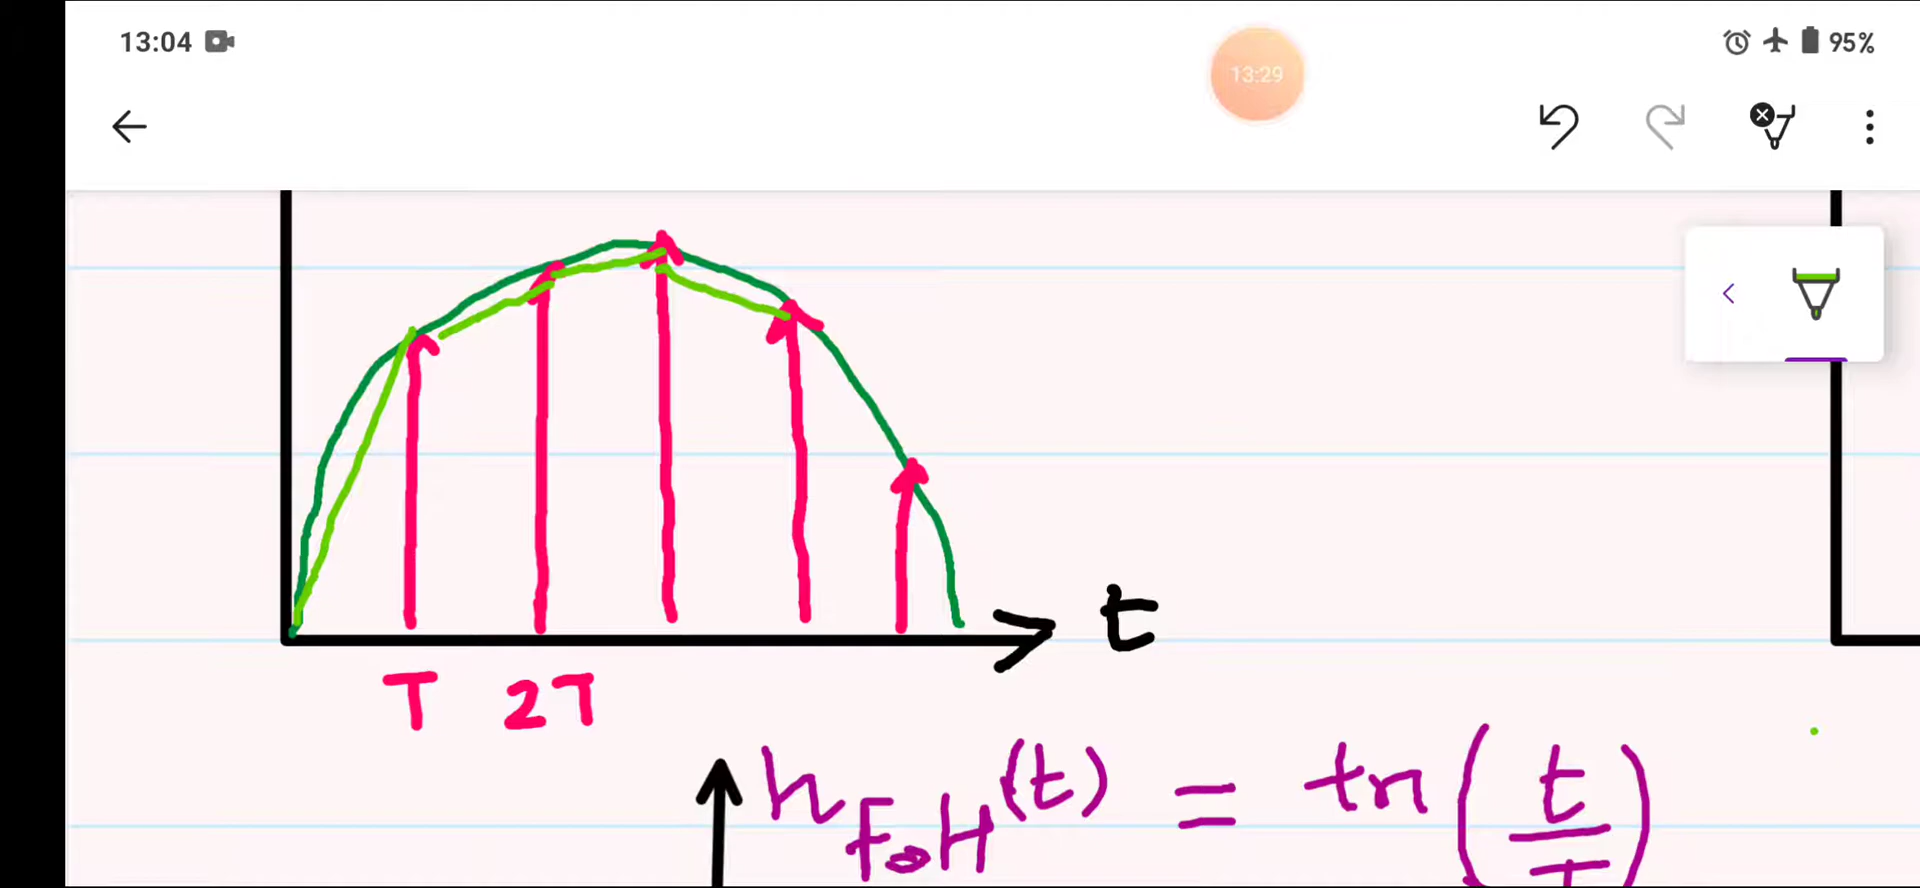 13:04
13:29
95%
t
T 2T
h_FoH(t) = tri(t/T)